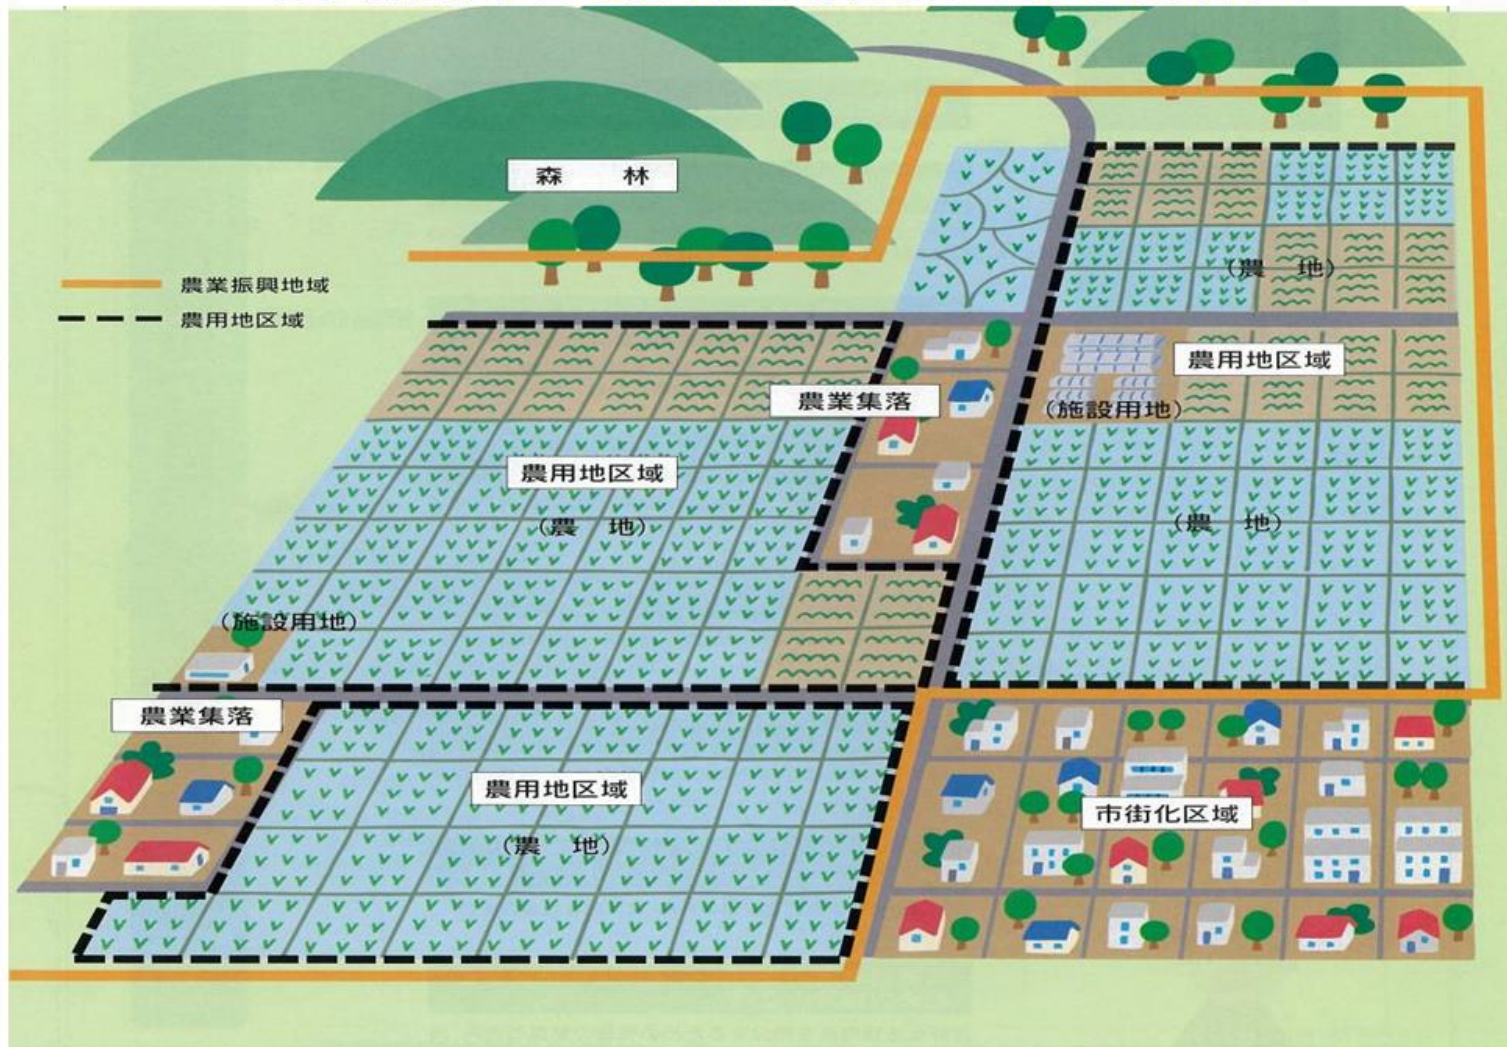 森　林
農業振興地域
農用地区域
（農　地）
農用地区域
（施設用地）
農業集落
農用地区域
（農　地）
（農　地）
（施設用地）
農業集落
農用地区域
（農　地）
市街化区域